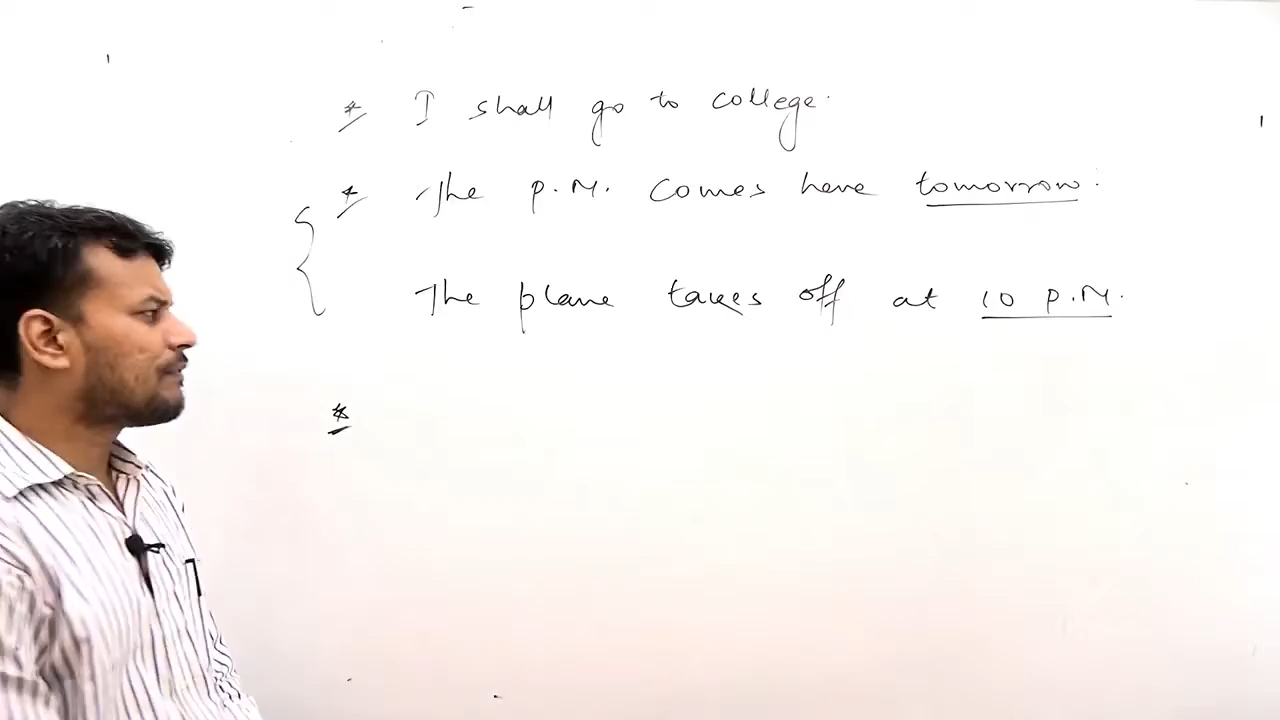 * I shall go to college.
* The P.M. comes here tomorrow.
The plane takes off at 10 P.M.
*